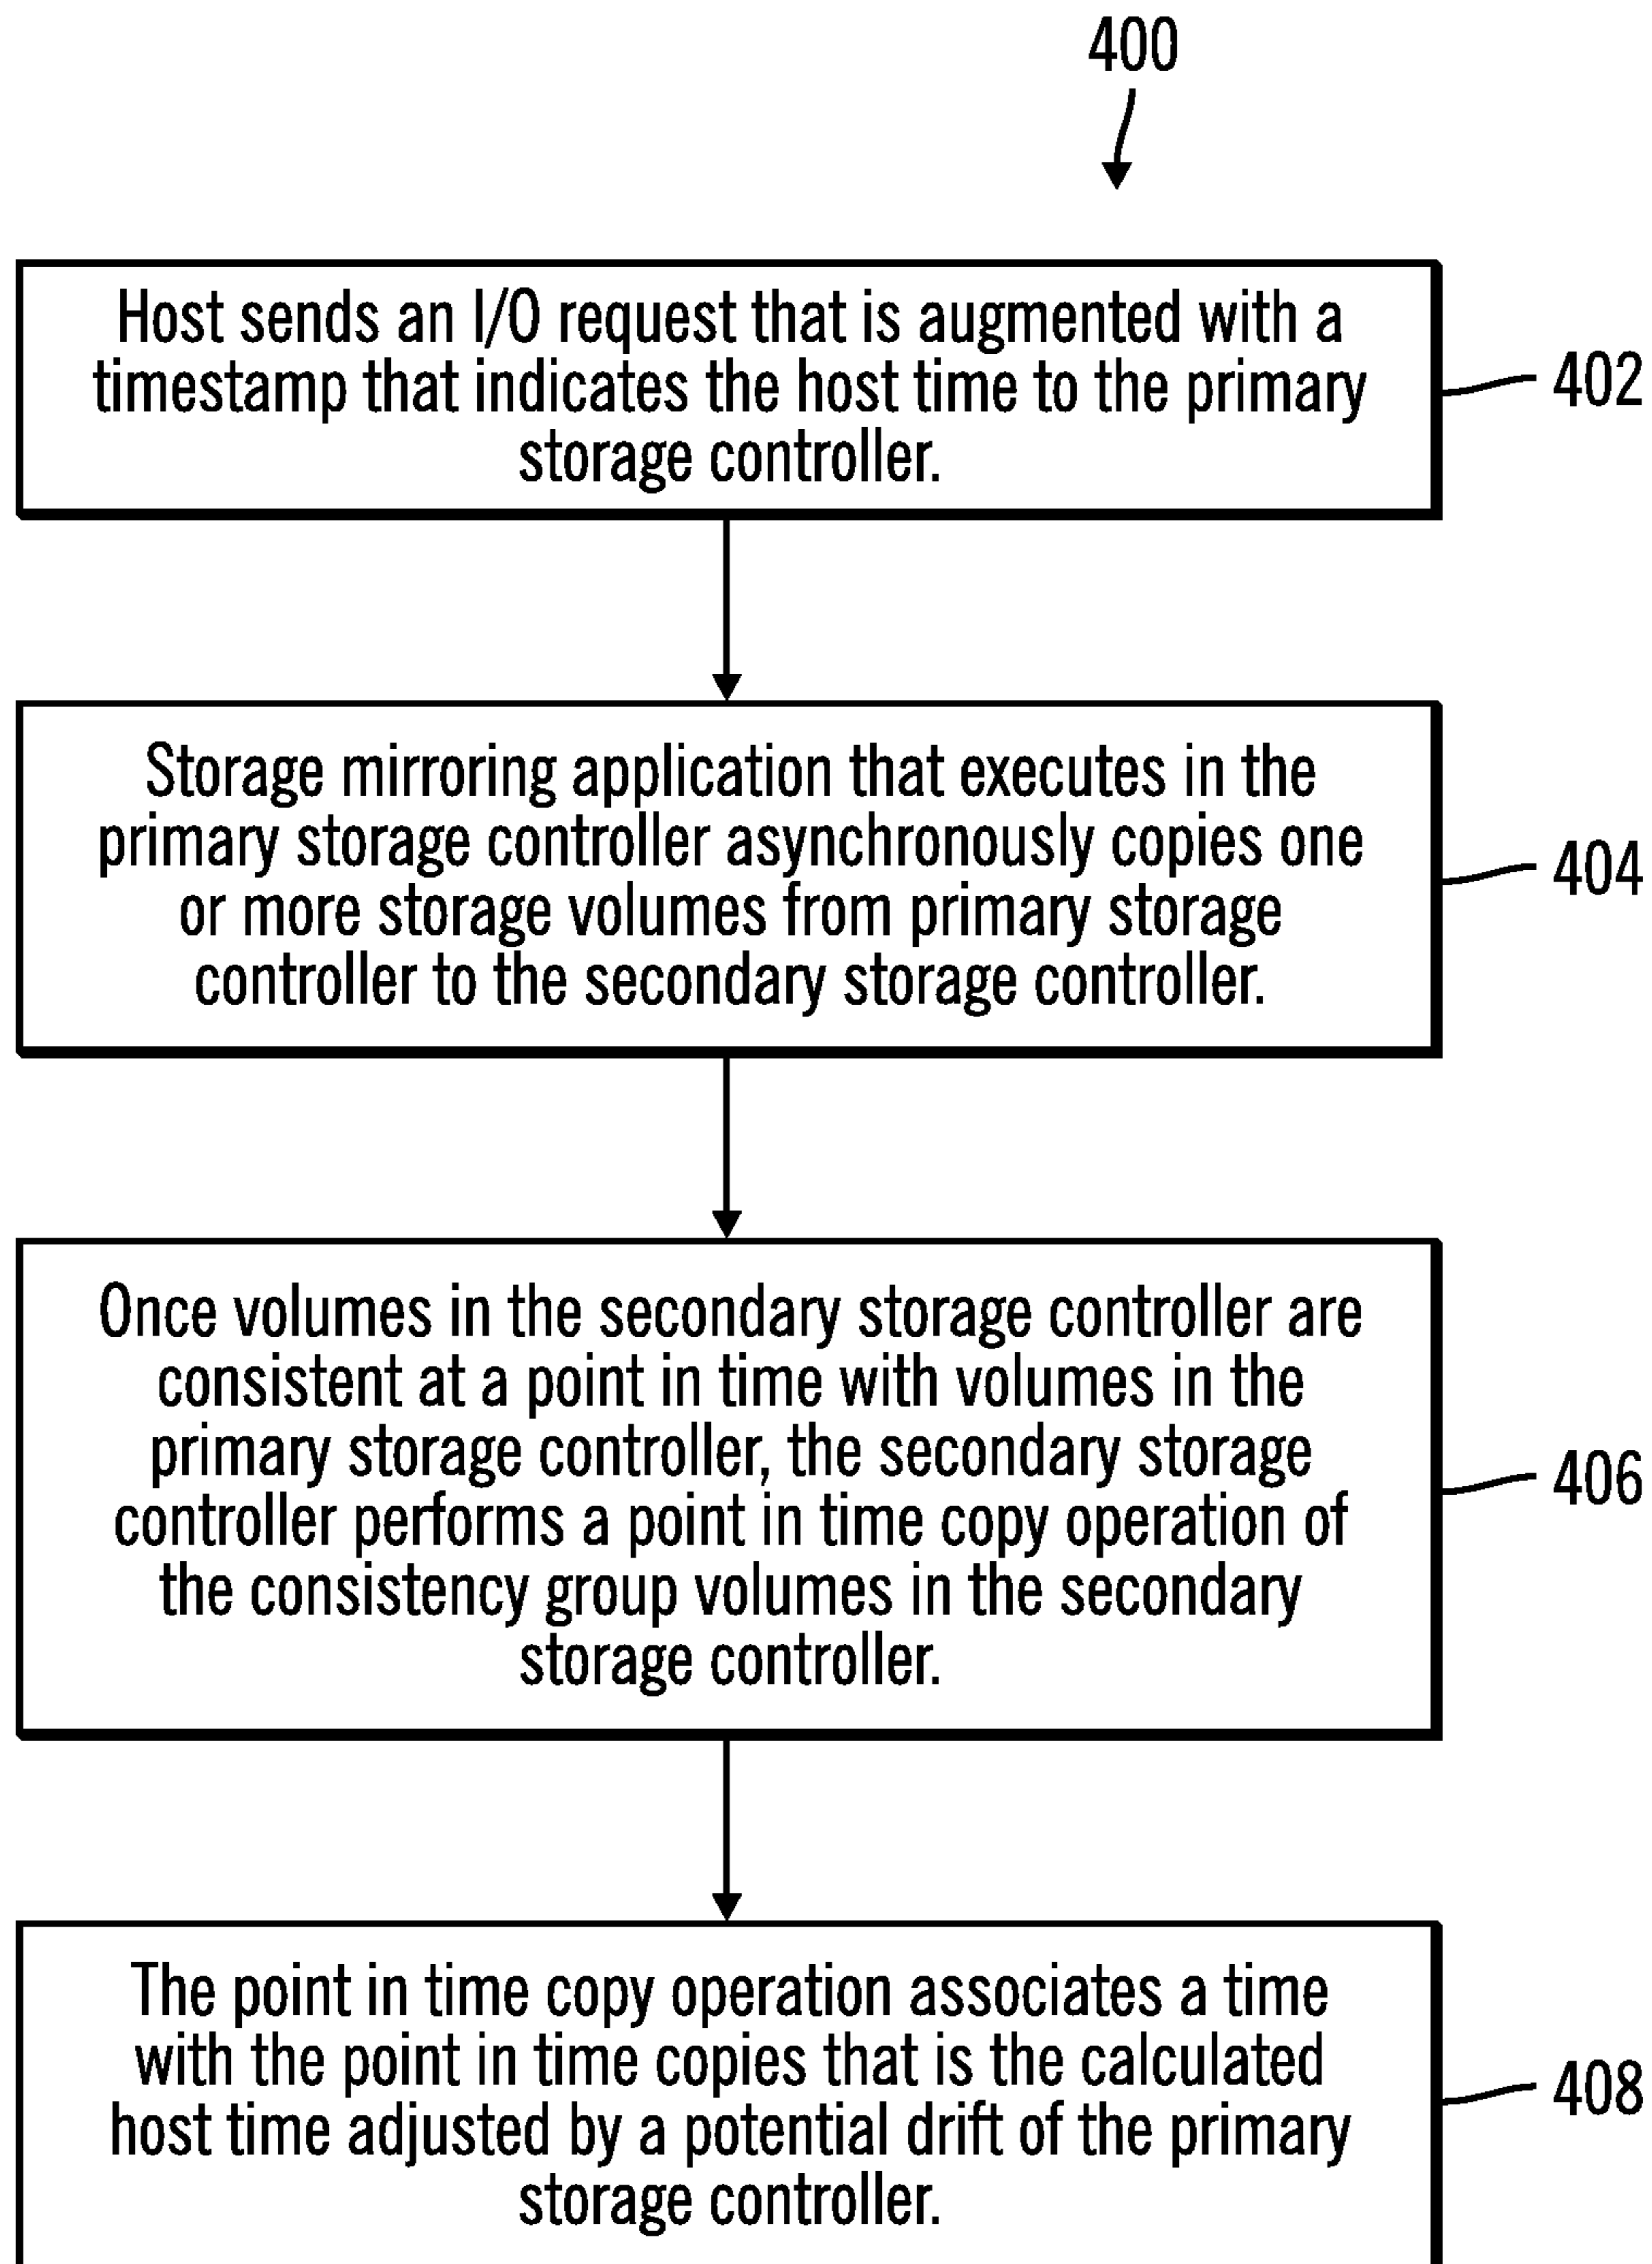 400
Host sends an I/O request that is augmented with a
timestamp that indicates the host time to the primary
storage controller.
402
Storage mirroring application that executes in the
primary storage controller asynchronously copies one
or more storage volumes from primary storage
controller to the secondary storage controller.
404
Once volumes in the secondary storage controller are
consistent at a point in time with volumes in the
primary storage controller, the secondary storage
controller performs a point in time copy operation of
the consistency group volumes in the secondary
storage controller.
406
The point in time copy operation associates a time
with the point in time copies that is the calculated
host time adjusted by a potential drift of the primary
storage controller.
408